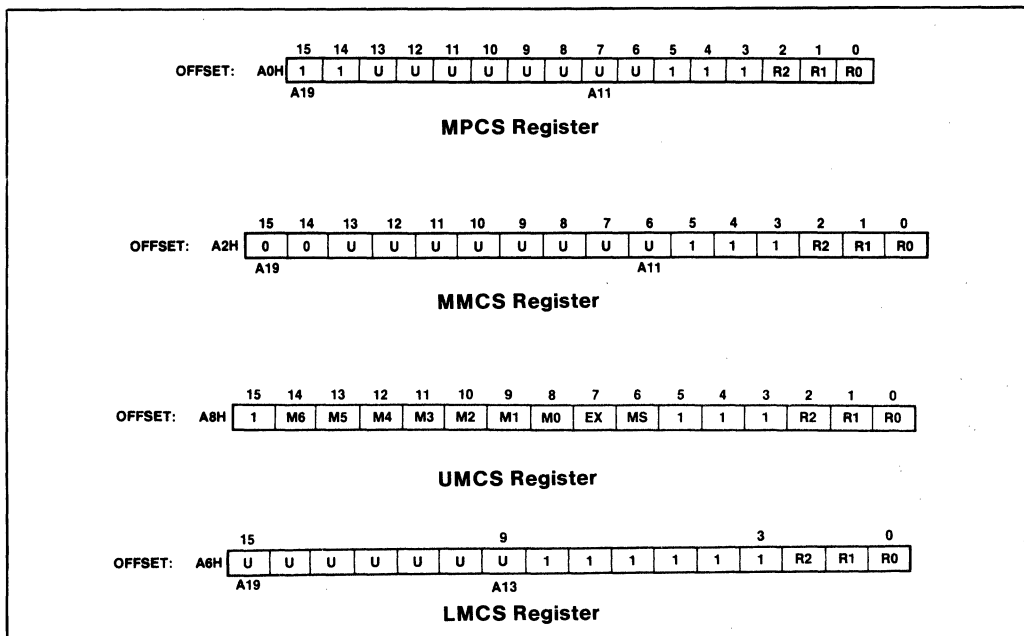 15 14 13 12 11 10 9 8 7 6 5 4 3 2 1 0
OFFSET: A0H 1 1 U U U U U U U U 1 1 1 R2 R1 R0
A19 A11
MPCS Register
15 14 13 12 11 10 9 8 7 6 5 4 3 2 1 0
OFFSET: A2H 0 0 U U U U U U U U 1 1 1 R2 R1 R0
A19 A11
MMCS Register
15 14 13 12 11 10 9 8 7 6 5 4 3 2 1 0
OFFSET: A8H 1 M6 M5 M4 M3 M2 M1 M0 EX MS 1 1 1 R2 R1 R0
UMCS Register
15 9 3 0
OFFSET: A6H U U U U U U U 1 1 1 1 1 1 R2 R1 R0
A19 A13
LMCS Register